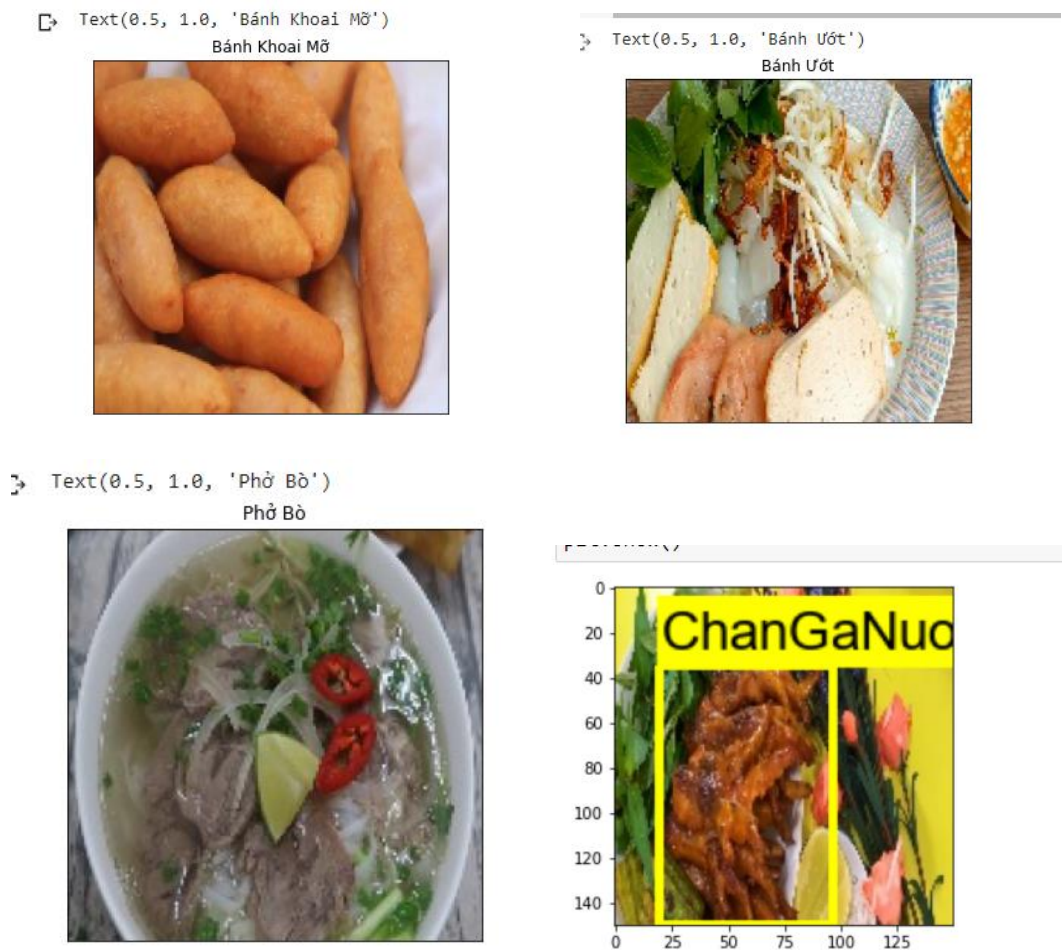 Text(0.5, 1.0, 'Bánh Khoai Mỡ')
Bánh Khoai Mỡ
Text(0.5, 1.0, 'Bánh Ướt')
Bánh Ướt
Text(0.5, 1.0, 'Phở Bò')
Phở Bò
0
20
40
60
80
100
120
140
ChanGaNuo
0 25 50 75 100 125